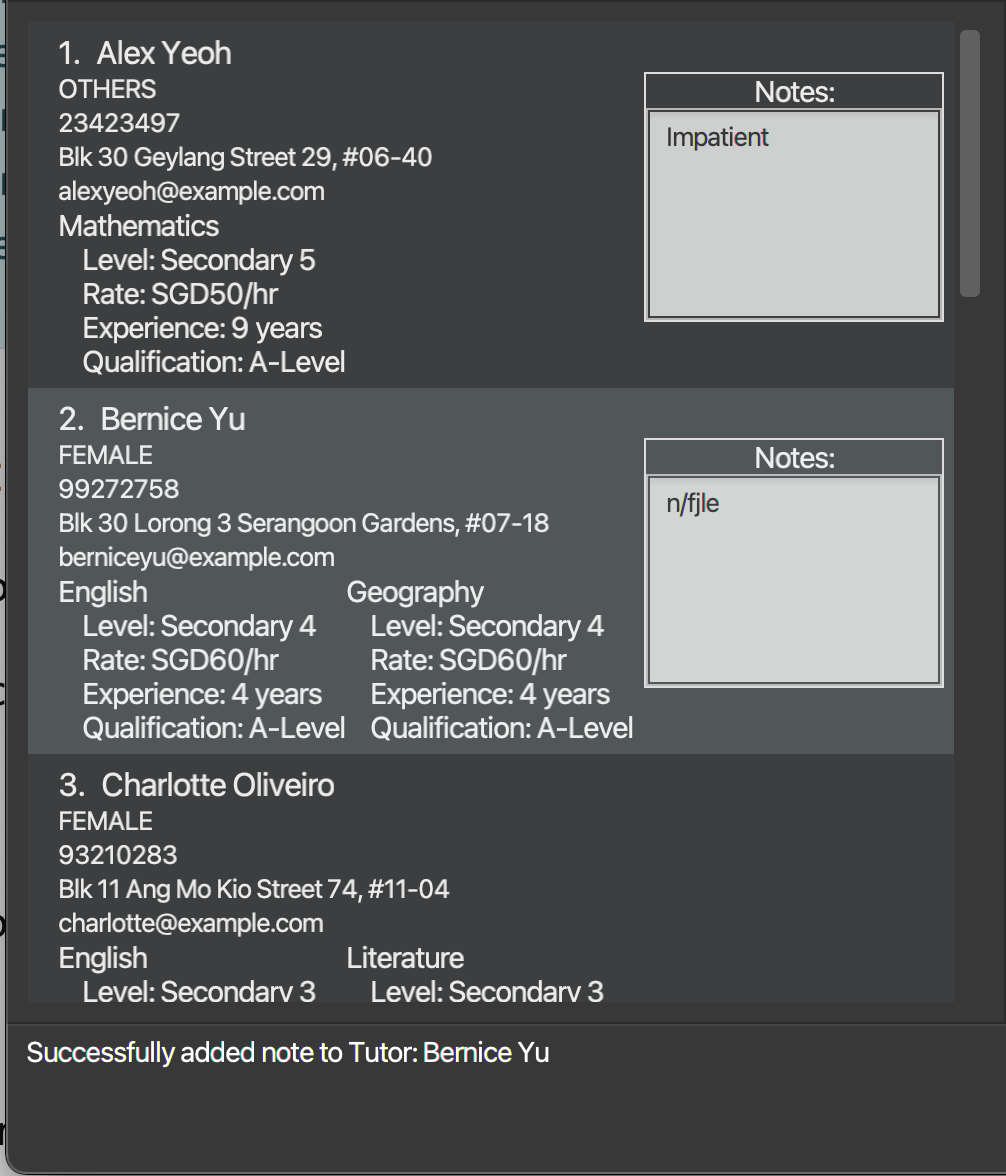 1. Alex Yeoh
OTHERS
23423497
Blk 30 Geylang Street 29, #06-40
alexyeoh@example.com
Mathematics
Level: Secondary 5
Rate: SGD50/hr
Experience: 9 years
Qualification: A-Level
Notes:
Impatient
2. Bernice Yu
FEMALE
99272758
Blk 30 Lorong 3 Serangoon Gardens, #07-18
berniceyu@example.com
English
Level: Secondary 4
Rate: SGD60/hr
Experience: 4 years
Qualification: A-Level
Geography
Level: Secondary 4
Rate: SGD60/hr
Experience: 4 years
Qualification: A-Level
Notes:
n/fjle
3. Charlotte Oliveiro
FEMALE
93210283
Blk 11 Ang Mo Kio Street 74, #11-04
charlotte@example.com
English
Level: Secondary 3
Literature
Level: Secondary 3
Successfully added note to Tutor: Bernice Yu